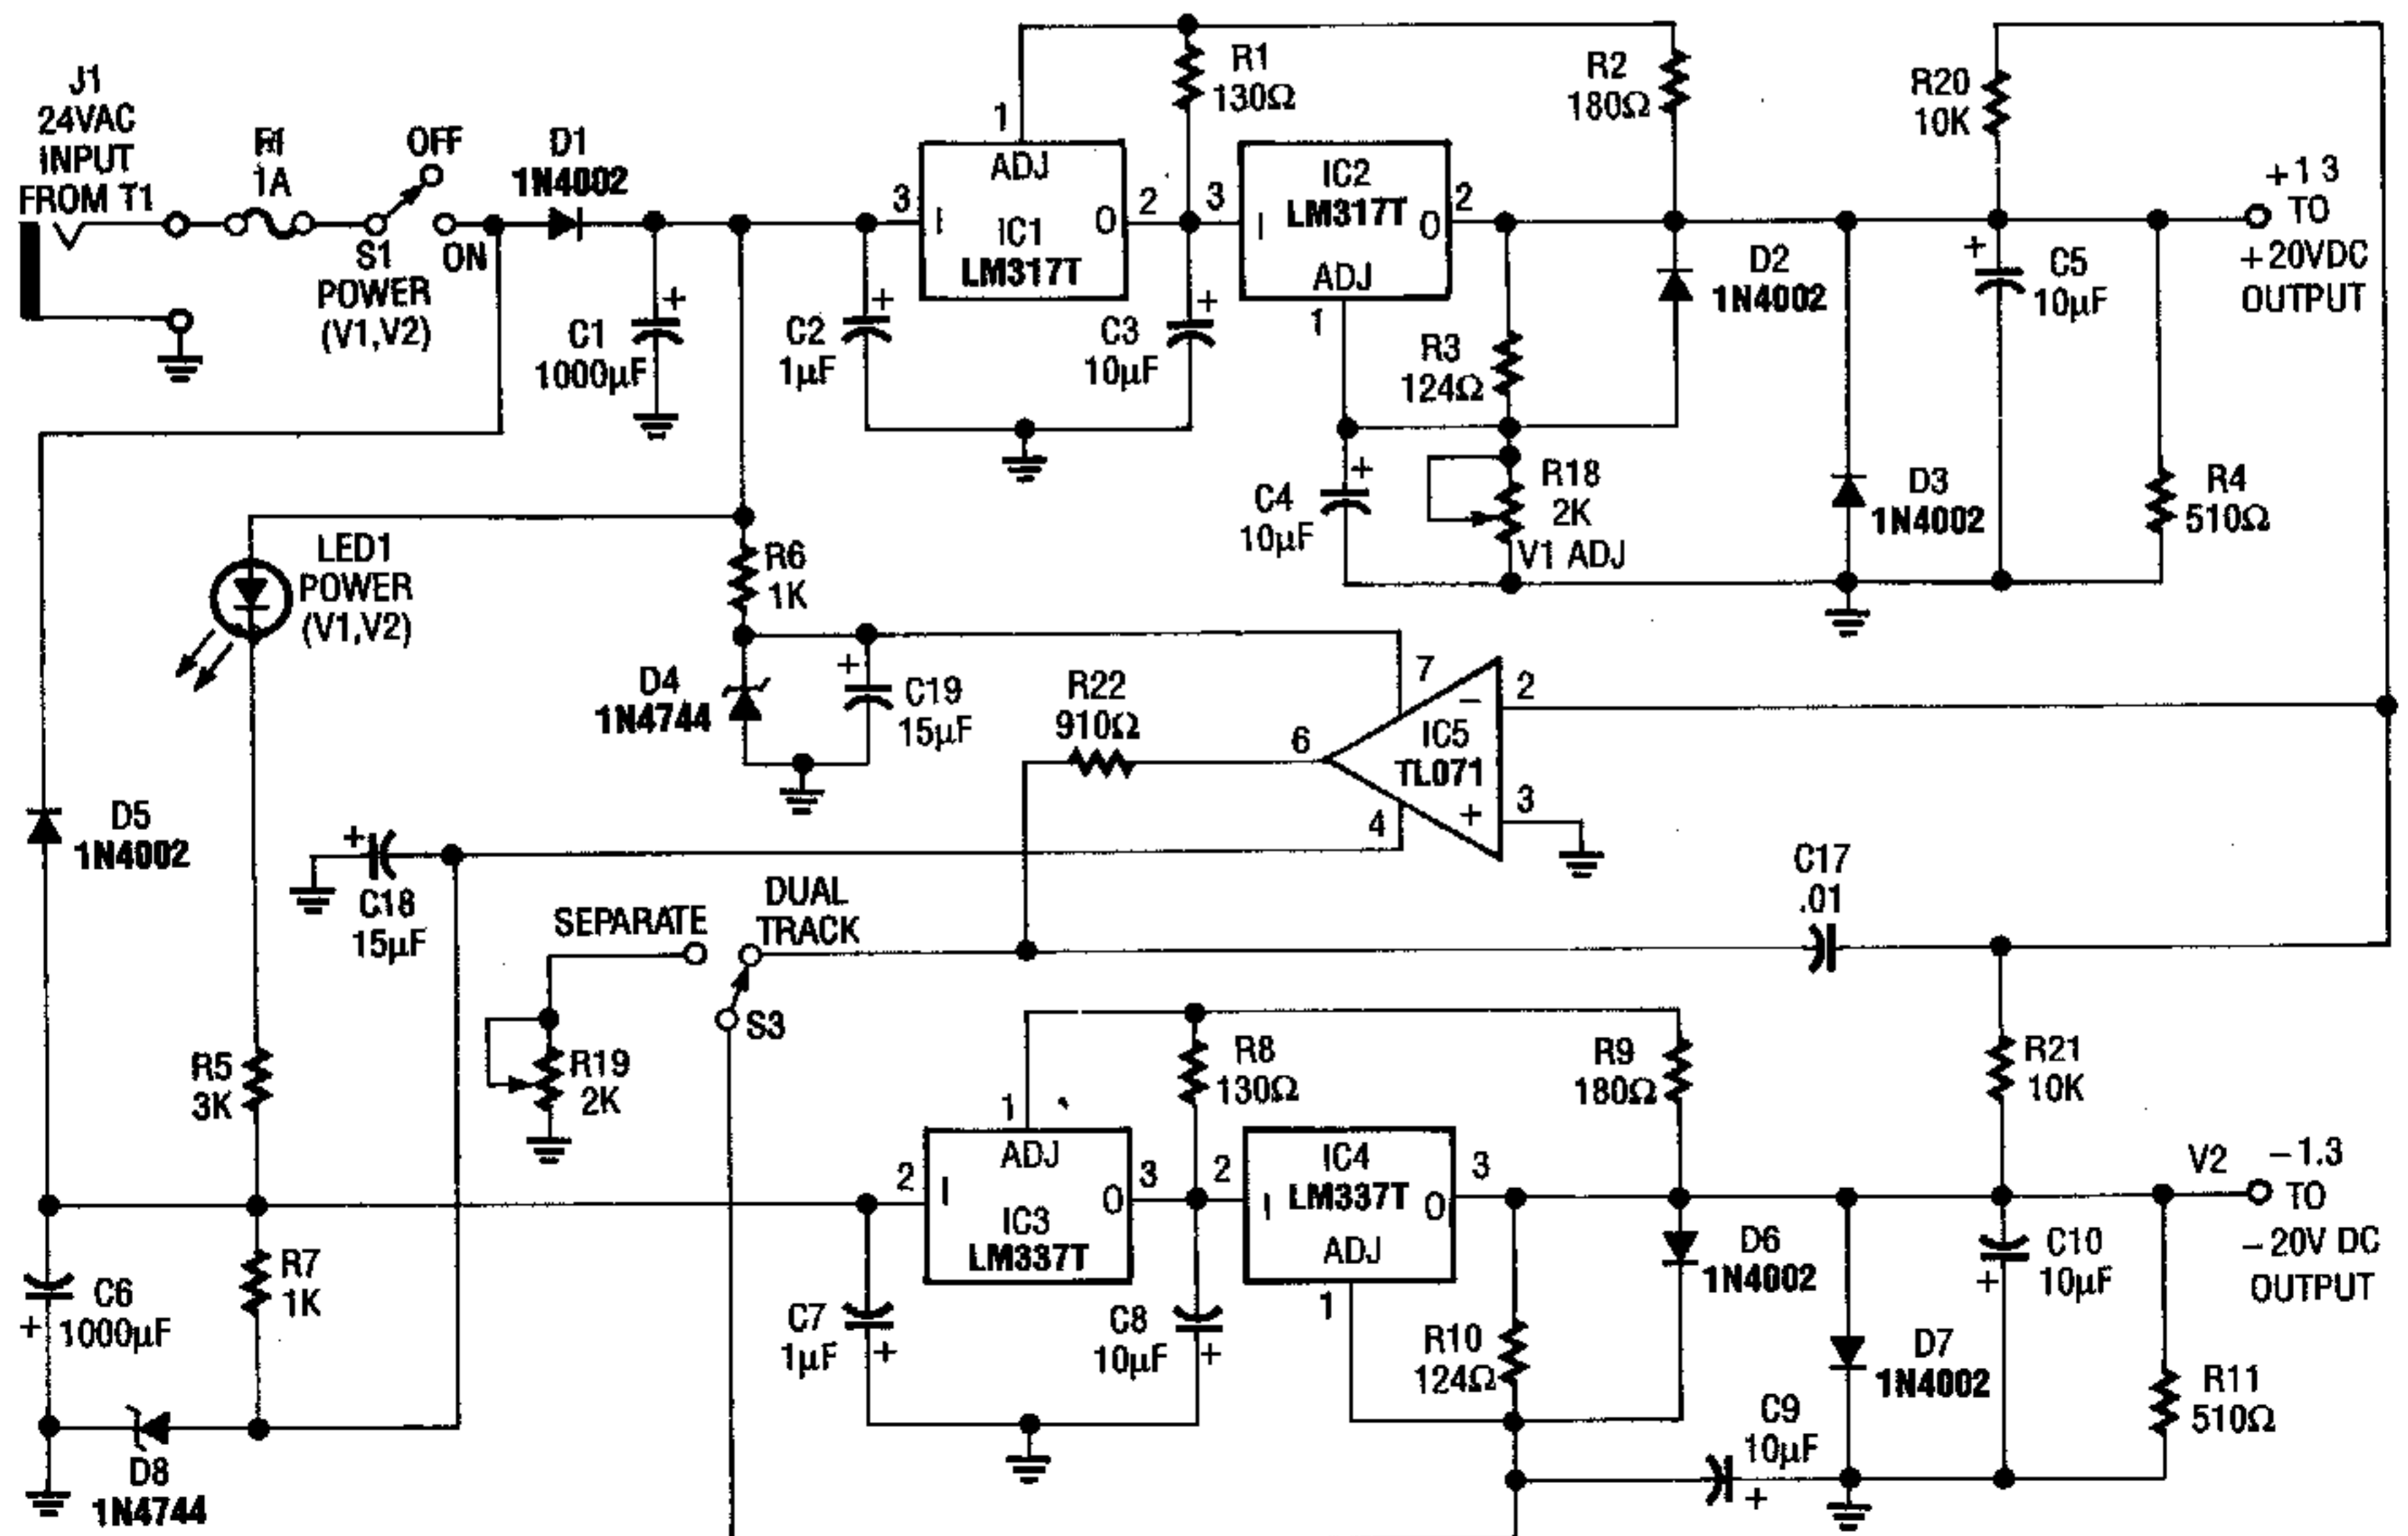 J1
24VAC
INPUT
FROM T1
F1
1A
OFF
ON
S1
POWER
(V1,V2)
D1
1N4002
C1
1000µF
+
C2
1µF
+
3
I
ADJ
1
IC1
LM317T
O
2
R1
130Ω
C3
10µF
+
3
I
IC2
LM317T
O
2
ADJ
1
R2
180Ω
D2
1N4002
R3
124Ω
C4
10µF
+
R18
2K
V1 ADJ
D3
1N4002
R20
10K
C5
10µF
+
R4
510Ω
+1 3
TO
+20VDC
OUTPUT
LED1
POWER
(V1,V2)
R6
1K
D4
1N4744
C19
15µF
+
R22
910Ω
6
7
IC5
TL071
−
+
2
3
4
D5
1N4002
C18
15µF
+
SEPARATE
DUAL
TRACK
S3
R19
2K
C17
.01
R5
3K
R7
1K
C6
1000µF
+
D8
1N4744
2
I
ADJ
1
IC3
LM337T
O
3
C7
1µF
+
R8
130Ω
C8
10µF
+
2
I
IC4
LM337T
O
3
ADJ
1
R9
180Ω
D6
1N4002
R10
124Ω
C9
10µF
+
D7
1N4002
R21
10K
C10
10µF
+
R11
510Ω
V2
−1.3
TO
−20V DC
OUTPUT